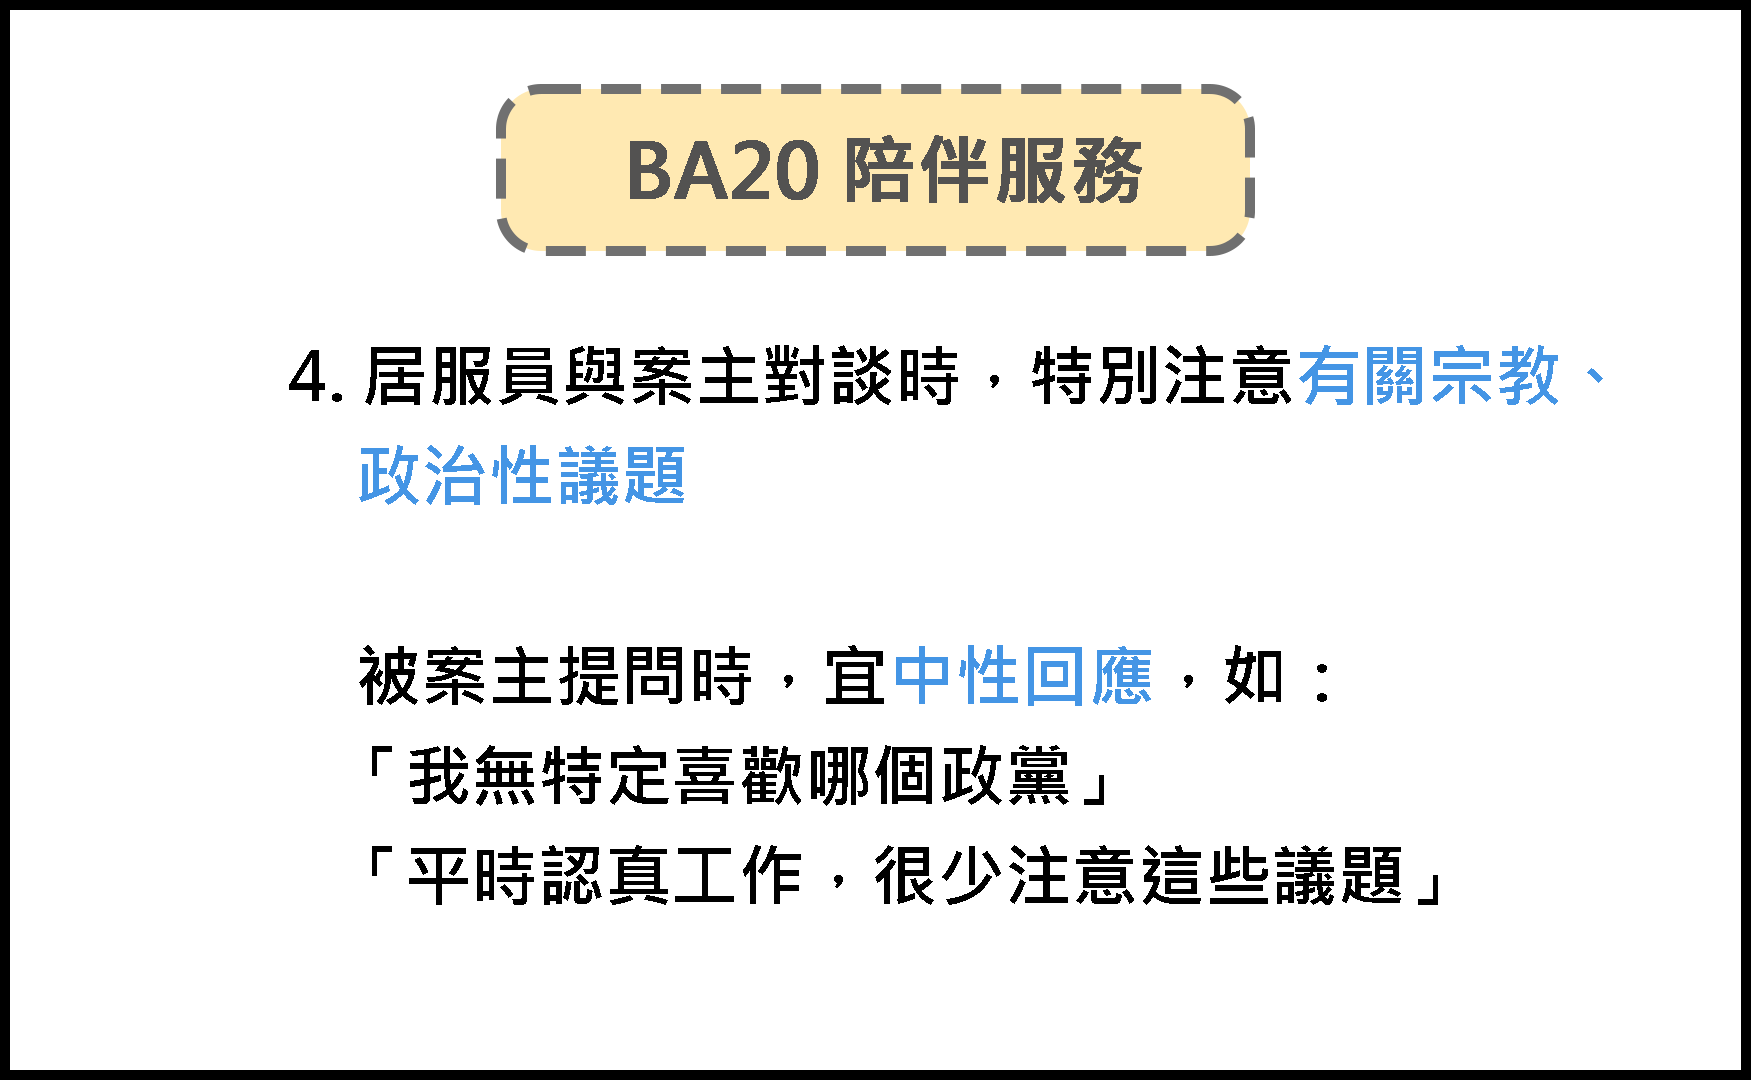 BA20 陪伴服務
4. 居服員與案主對談時，特別注意有關宗教、
政治性議題
被案主提問時，宜中性回應，如：
「我無特定喜歡哪個政黨」
「平時認真工作，很少注意這些議題」